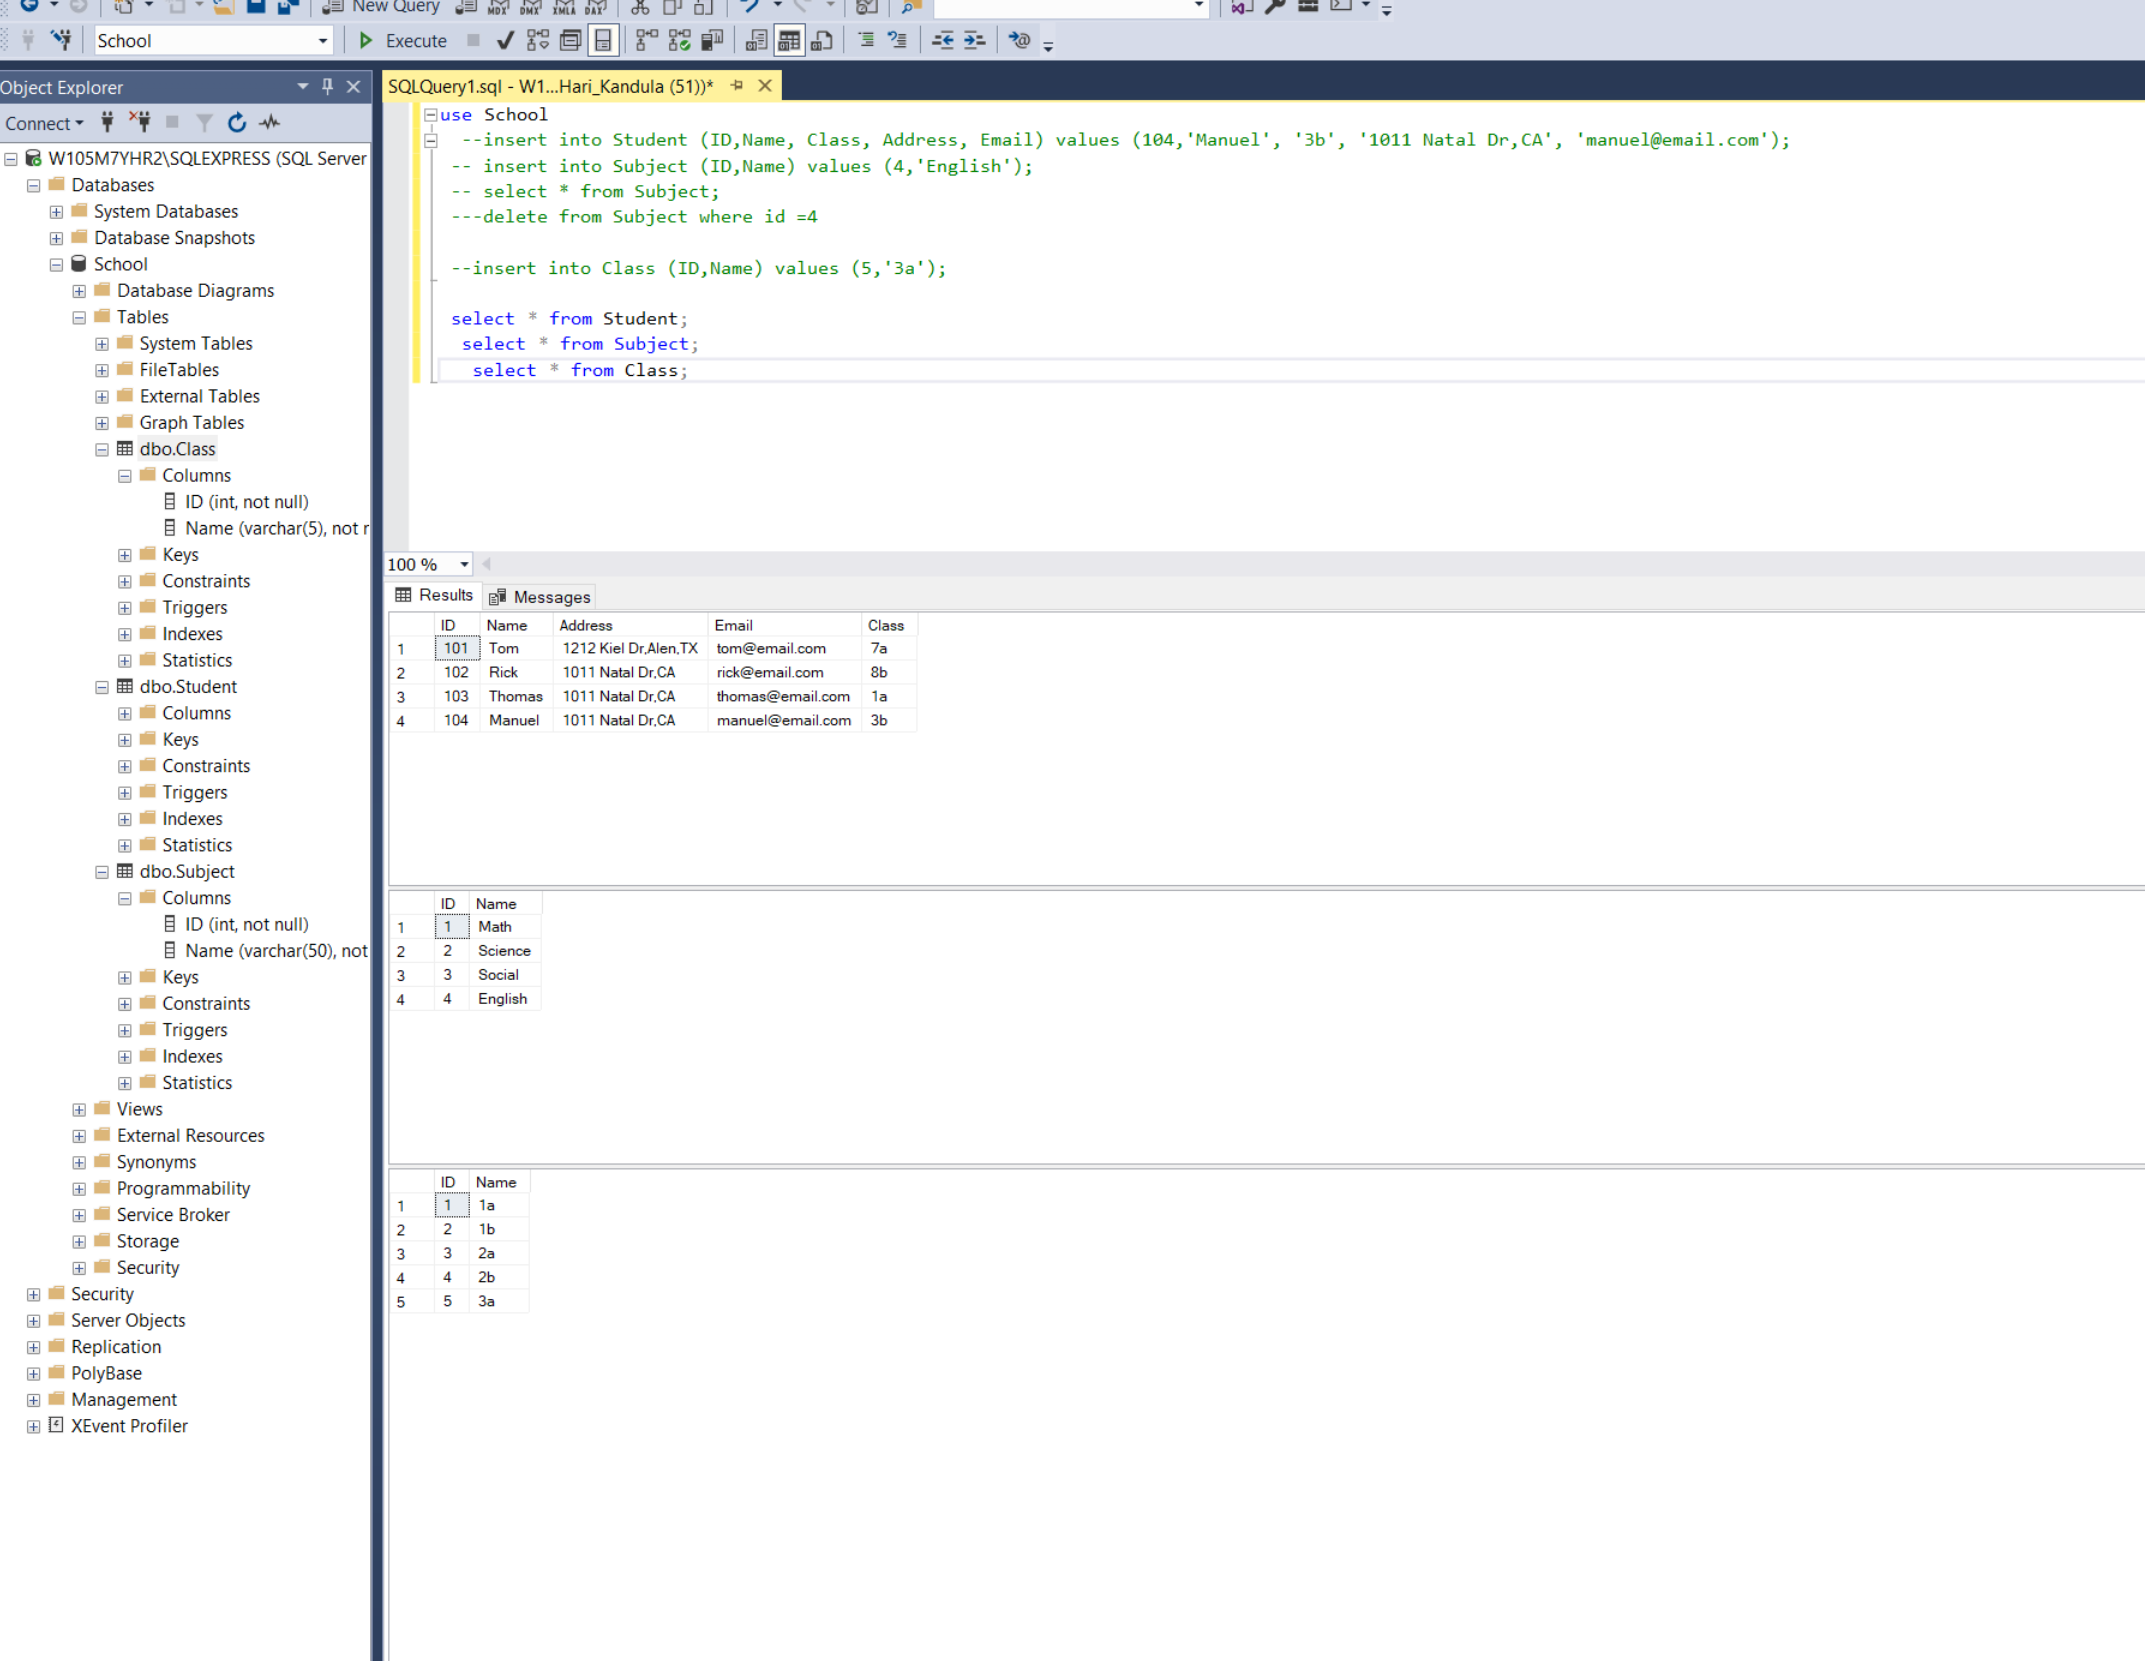 New Query MDX DMX XMLA DAX
School Execute
Object Explorer
Connect
W105M7YHR2\SQLEXPRESS (SQL Server
Databases
System Databases
Database Snapshots
School
Database Diagrams
Tables
System Tables
FileTables
External Tables
Graph Tables
dbo.Class
Columns
ID (int, not null)
Name (varchar(5), not r
Keys
Constraints
Triggers
Indexes
Statistics
dbo.Student
Columns
Keys
Constraints
Triggers
Indexes
Statistics
dbo.Subject
Columns
ID (int, not null)
Name (varchar(50), not
Keys
Constraints
Triggers
Indexes
Statistics
Views
External Resources
Synonyms
Programmability
Service Broker
Storage
Security
Security
Server Objects
Replication
PolyBase
Management
XEvent Profiler
SQLQuery1.sql - W1...Hari_Kandula (51))*
use School
--insert into Student (ID,Name, Class, Address, Email) values (104,'Manuel', '3b', '1011 Natal Dr,CA', 'manuel@email.com');
-- insert into Subject (ID,Name) values (4,'English');
-- select * from Subject;
---delete from Subject where id =4
--insert into Class (ID,Name) values (5,'3a');
select * from Student;
select * from Subject;
select * from Class;
100 %
Results Messages
ID Name Address Email Class
1 101 Tom 1212 Kiel Dr,Alen,TX tom@email.com 7a
2 102 Rick 1011 Natal Dr,CA rick@email.com 8b
3 103 Thomas 1011 Natal Dr,CA thomas@email.com 1a
4 104 Manuel 1011 Natal Dr,CA manuel@email.com 3b
ID Name
1 1 Math
2 2 Science
3 3 Social
4 4 English
ID Name
1 1 1a
2 2 1b
3 3 2a
4 4 2b
5 5 3a